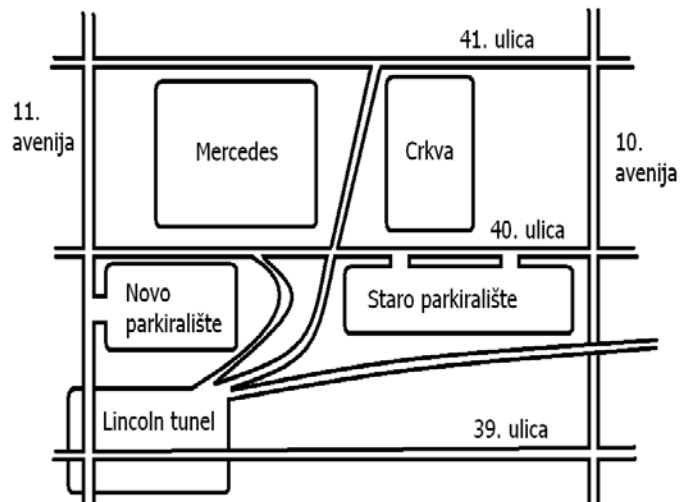 41. ulica
11.
avenija
Mercedes
Crkva
10.
avenija
40. ulica
Novo
parkiralište
Staro parkiralište
Lincoln tunel
39. ulica